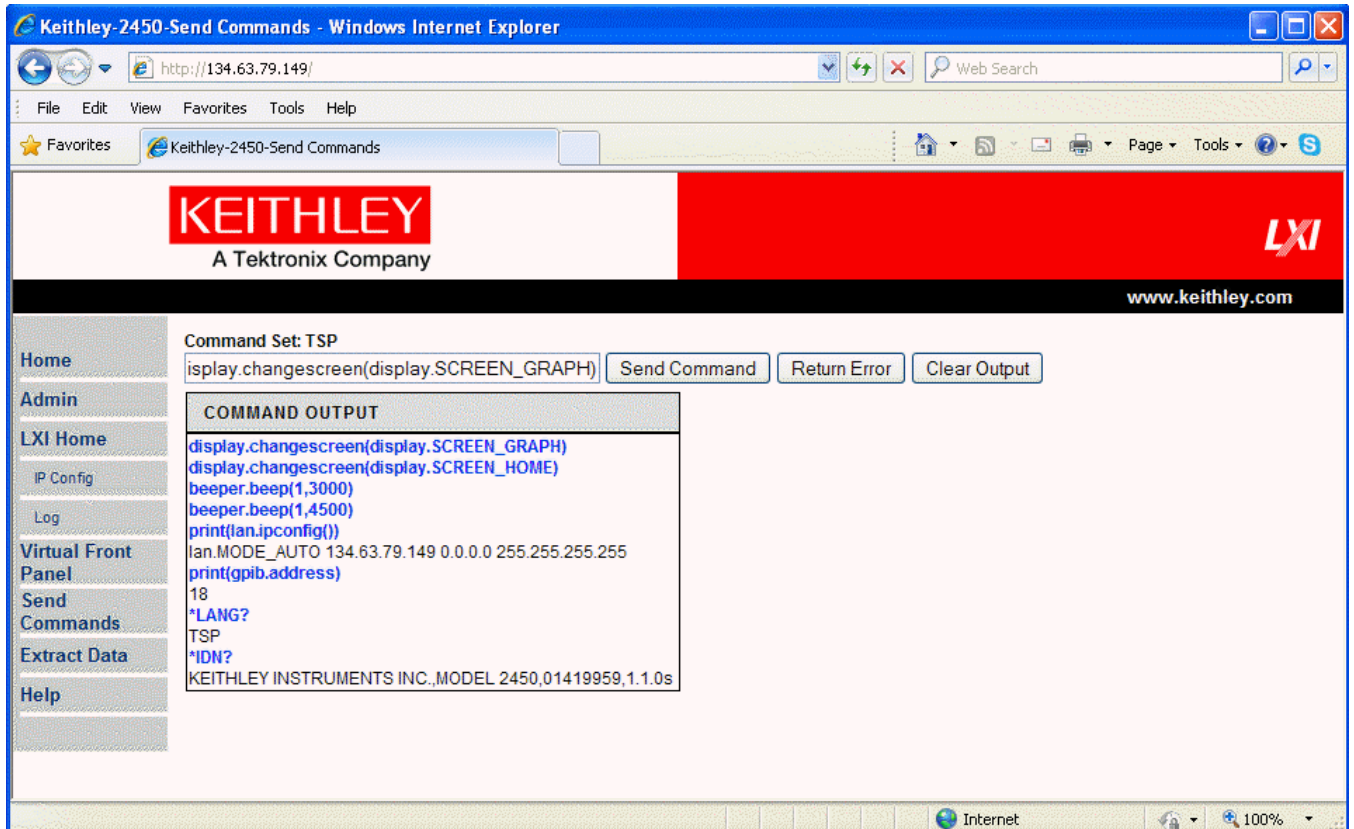 Keithley-2450-Send Commands - Windows Internet Explorer
http://134.63.79.149/
Web Search
File Edit View Favorites Tools Help
Favorites
Keithley-2450-Send Commands
Page
Tools
KEITHLEY
A Tektronix Company
LXI
www.keithley.com
Home
Admin
LXI Home
IP Config
Log
Virtual Front
Panel
Send
Commands
Extract Data
Help
Command Set: TSP
isplay.changescreen(display.SCREEN_GRAPH)
Send Command
Return Error
Clear Output
COMMAND OUTPUT
display.changescreen(display.SCREEN_GRAPH)
display.changescreen(display.SCREEN_HOME)
beeper.beep(1,3000)
beeper.beep(1,4500)
print(lan.ipconfig())
lan.MODE_AUTO 134.63.79.149 0.0.0.0 255.255.255.255
print(gpib.address)
18
*LANG?
TSP
*IDN?
KEITHLEY INSTRUMENTS INC.,MODEL 2450,01419959,1.1.0s
Internet
100%